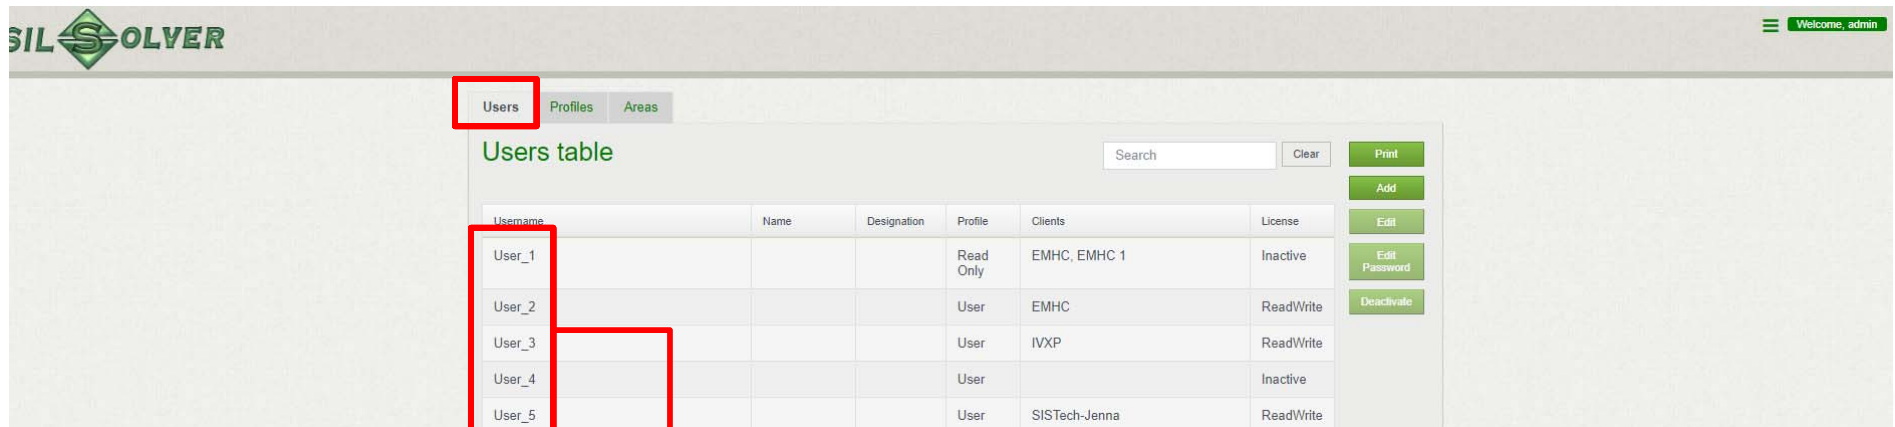 SILSOLVER
Welcome, admin
Users Profiles Areas
Users table Search Clear Print
Add
Username Name Designation Profile Clients License Edit
User_1 Read Only EMHC, EMHC 1 Inactive Edit Password
User_2 User EMHC ReadWrite Deactivate
User_3 User IVXP ReadWrite
User_4 User Inactive
User_5 User SISTech-Jenna ReadWrite